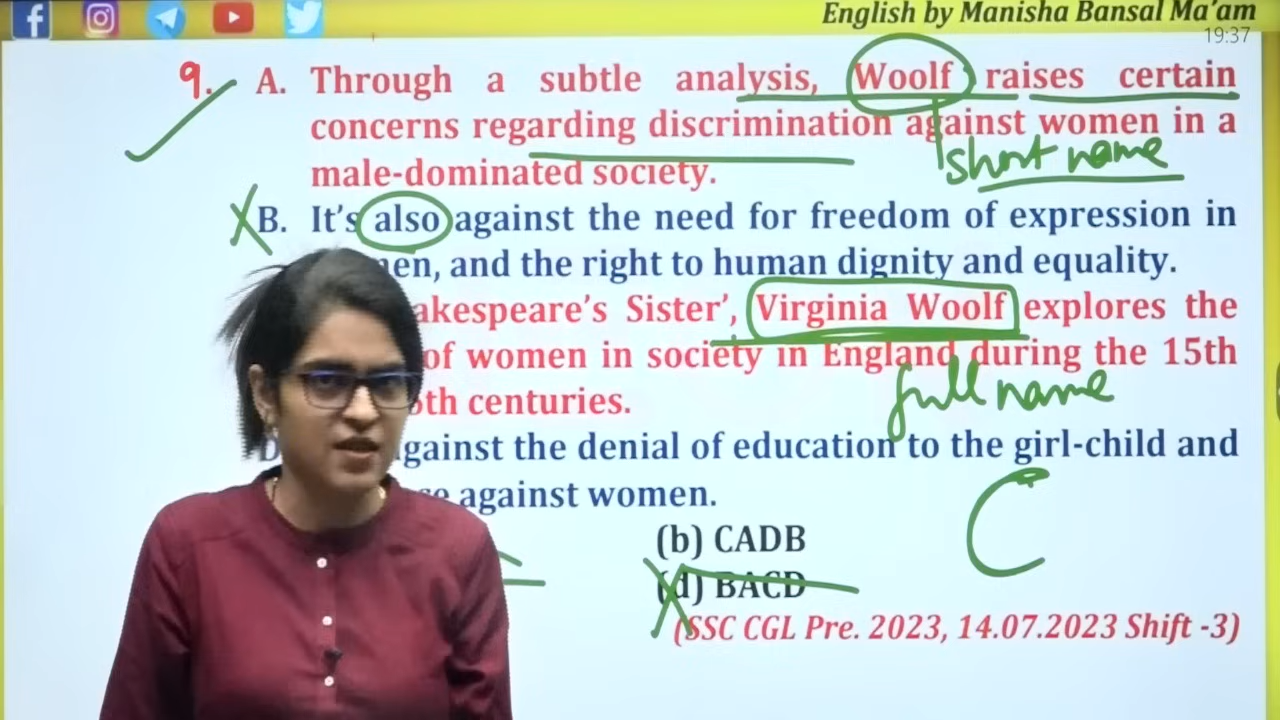 English by Manisha Bansal Ma'am
19:37
9. A. Through a subtle analysis, Woolf raises certain
concerns regarding discrimination against women in a
short name
male-dominated society.
X B. It's also against the need for freedom of expression in
and the right to human dignity and equality.
Sister', Virginia Woolf explores the
of women in society in England during the 15th
full name
centuries.
the denial of education to the girl-child and
against women.
C
(b) CADB
(d) BACD
(SSC CGL Pre. 2023, 14.07.2023 Shift -3)